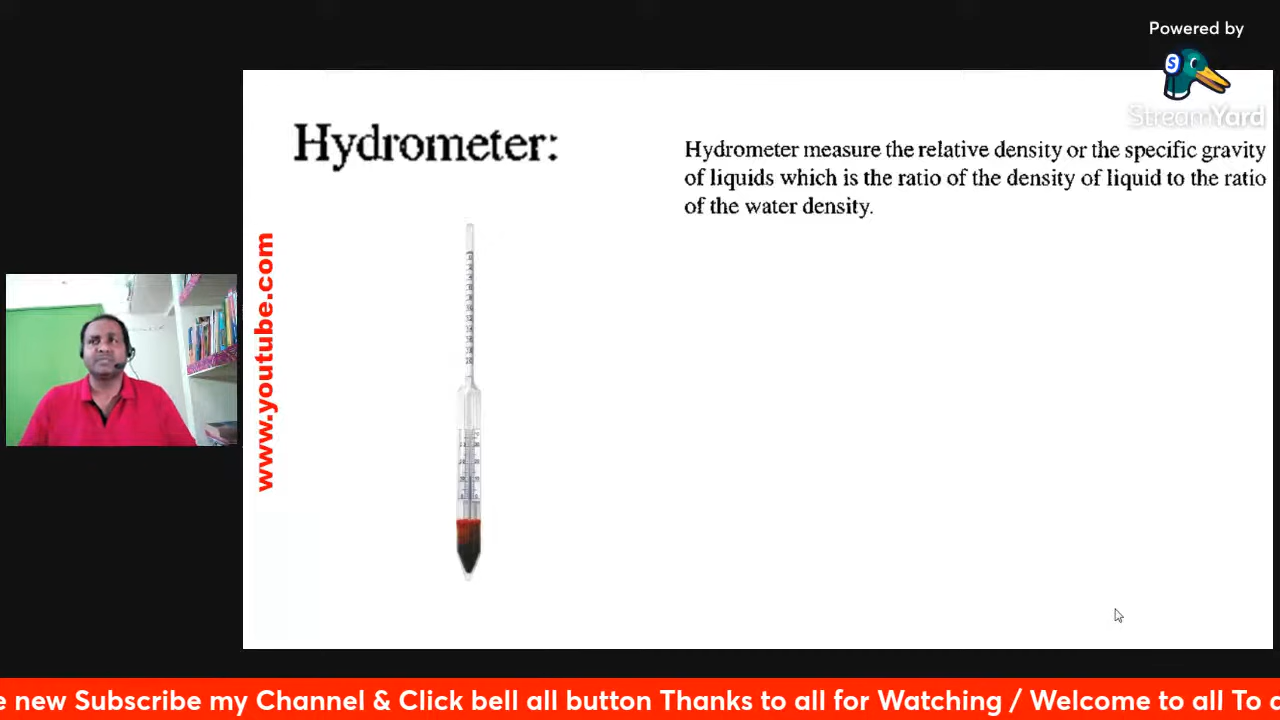 Powered by
StreamYard
Hydrometer:
Hydrometer measure the relative density or the specific gravity
of liquids which is the ratio of the density of liquid to the ratio
of the water density.
www.youtube.com
new Subscribe my Channel & Click bell all button Thanks to all for Watching / Welcome to all To